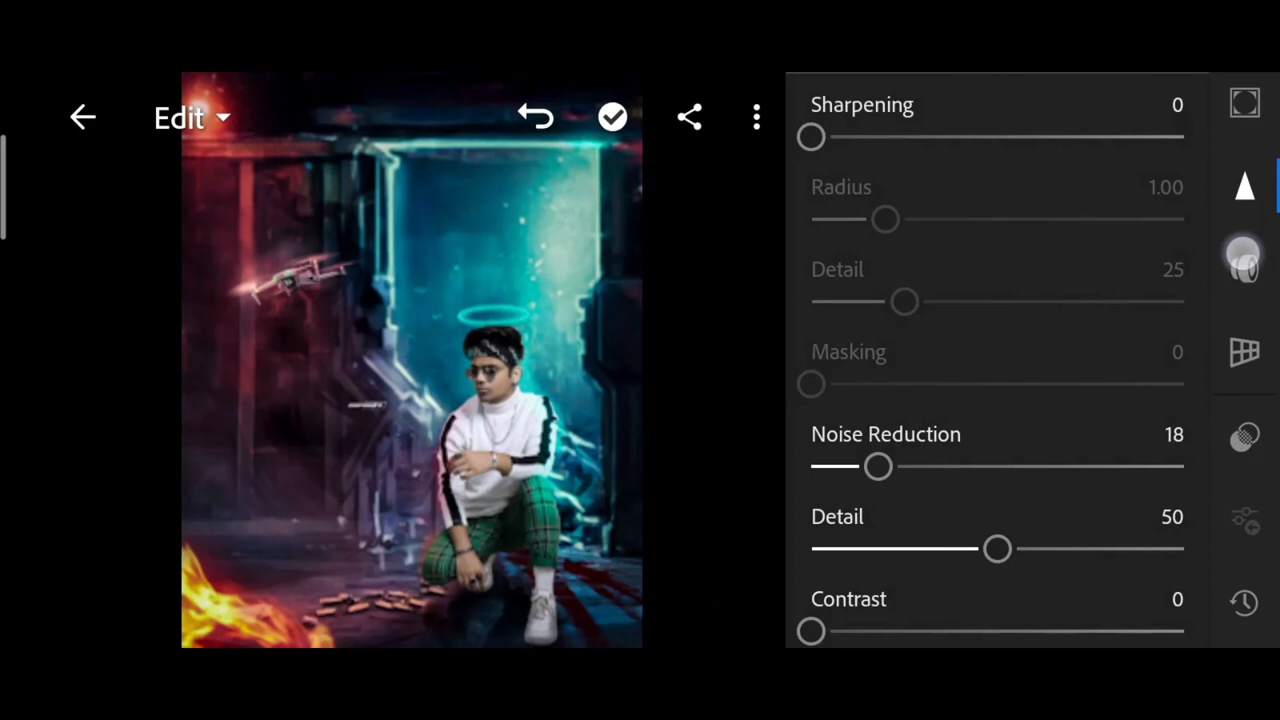 Edit
Sharpening 0
Radius 1.00
Detail 25
Masking 0
Noise Reduction 18
Detail 50
Contrast 0